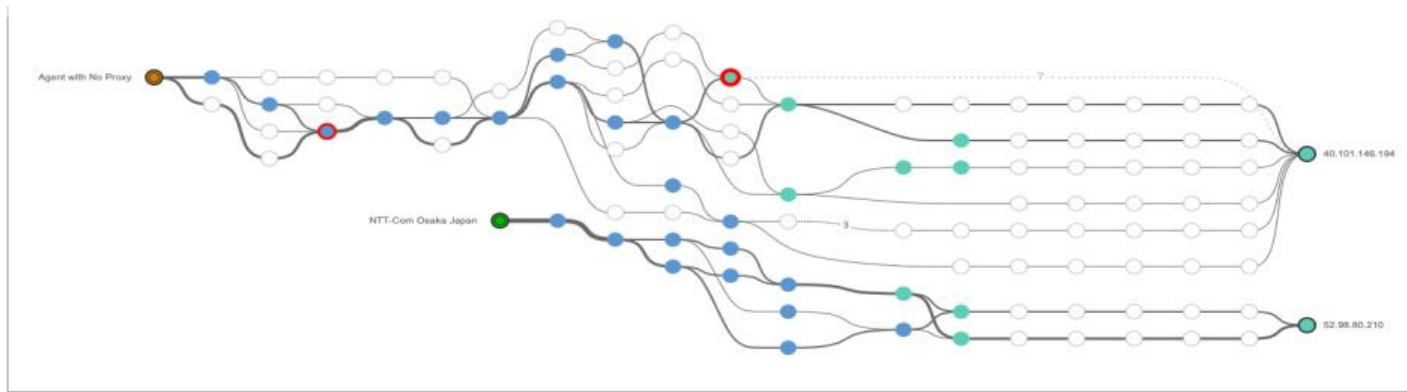 Agent with No Proxy
7
40.101.146.194
NTT-Com Osaka Japan
3
52.98.80.210